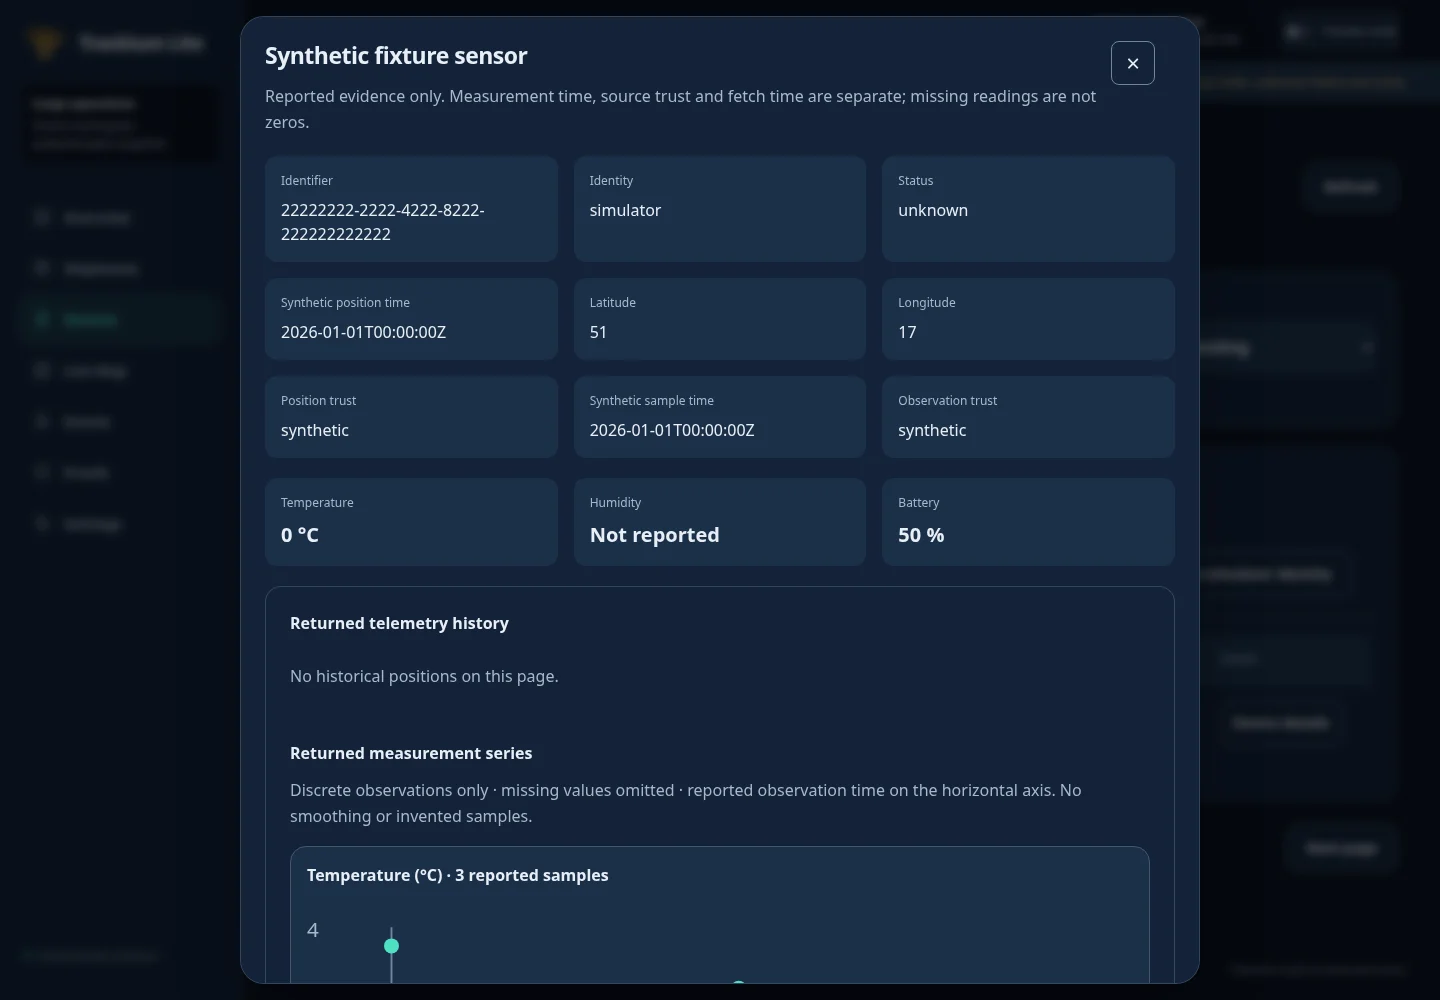 Synthetic fixture sensor
×
Reported evidence only. Measurement time, source trust and fetch time are separate; missing readings are not
zeros.
Identifier
22222222-2222-4222-8222-
222222222222
Identity
simulator
Status
unknown
Synthetic position time
2026-01-01T00:00:00Z
Latitude
51
Longitude
17
Position trust
synthetic
Synthetic sample time
2026-01-01T00:00:00Z
Observation trust
synthetic
Temperature
0 °C
Humidity
Not reported
Battery
50 %
Returned telemetry history
No historical positions on this page.
Returned measurement series
Discrete observations only · missing values omitted · reported observation time on the horizontal axis. No
smoothing or invented samples.
Temperature (°C) · 3 reported samples
4